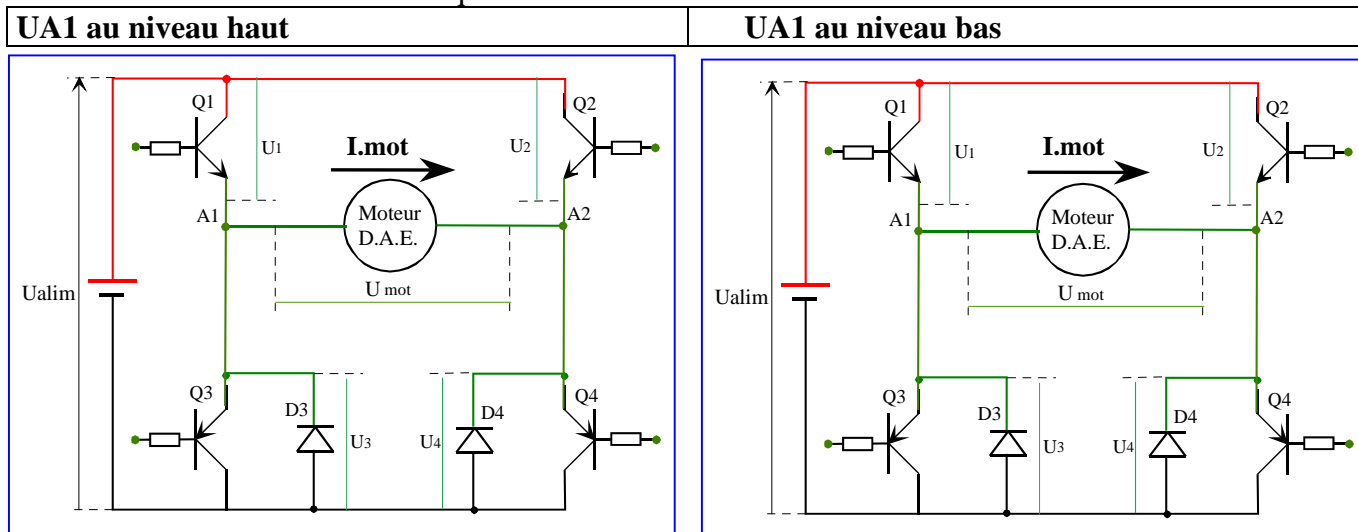 UA1 au niveau haut
UA1 au niveau bas
Q1
Q2
U1
I.mot
U2
A1
Moteur
D.A.E.
A2
Ualim
U mot
Q3
D3
U3
U4
D4
Q4
Q1
Q2
U1
I.mot
U2
A1
Moteur
D.A.E.
A2
Ualim
U mot
Q3
D3
U3
U4
D4
Q4